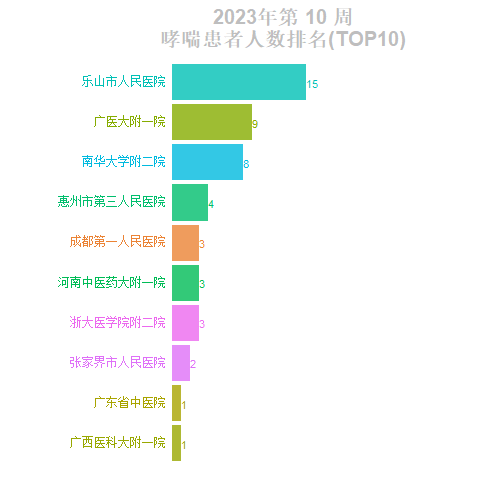 2023年第 10 周
哮喘患者人数排名(TOP10)
乐山市人民医院 15
广医大附一院 9
南华大学附二院 8
惠州市第三人民医院 4
成都第一人民医院 3
河南中医药大附一院 3
浙大医学院附二院 3
张家界市人民医院 2
广东省中医院 1
广西医科大附一院 1